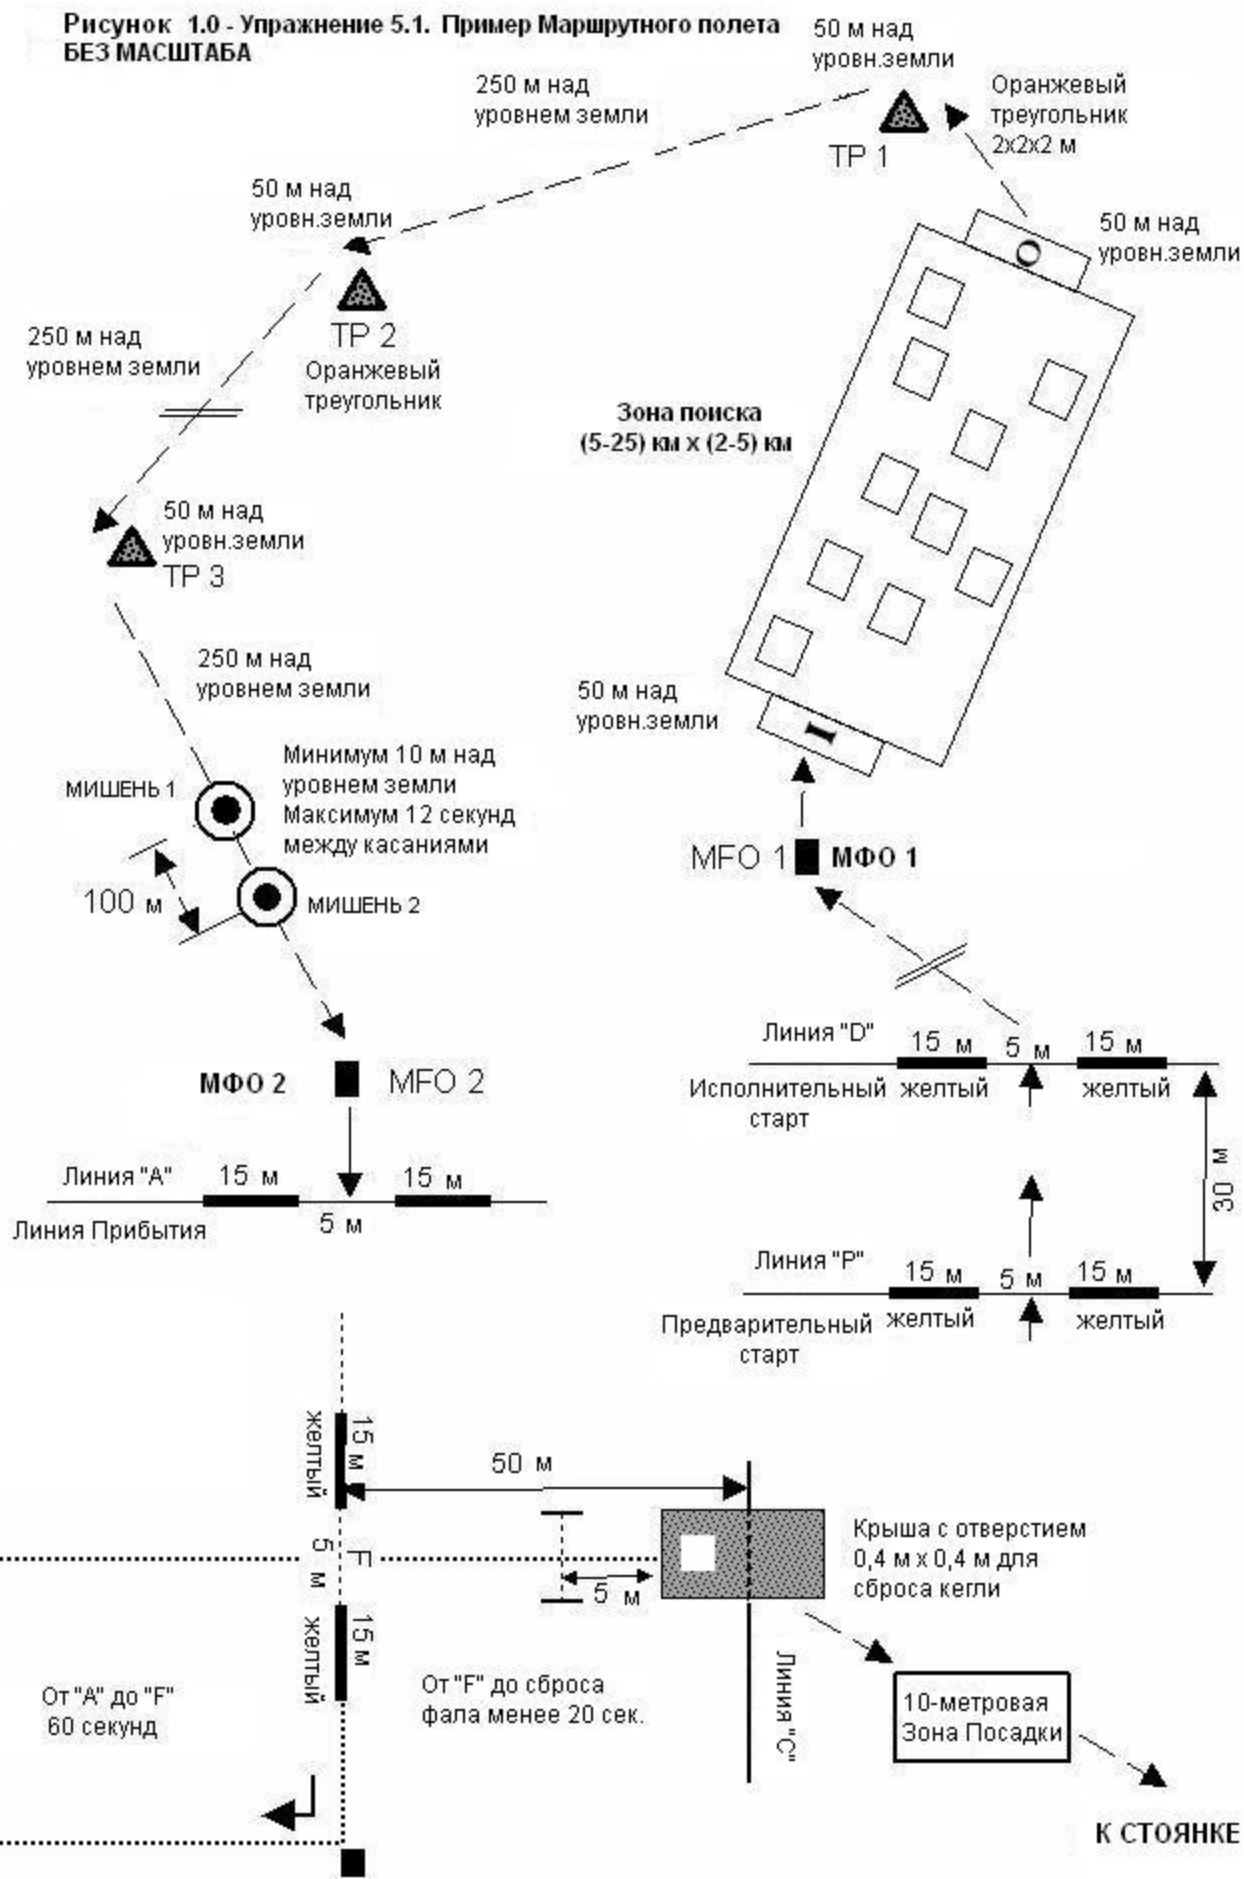 Рисунок 1.0 - Упражнение 5.1. Пример Маршрутного полета
БЕЗ МАСШТАБА
50 м над
уровн.земли
250 м над
уровнем земли
Оранжевый
треугольник
2х2х2 м
TP 1
50 м над
уровн.земли
50 м над
уровн.земли
TP 2
Оранжевый
треугольник
250 м над
уровнем земли
Зона поиска
(5-25) км х (2-5) км
50 м над
уровн.земли
TP 3
250 м над
уровнем земли
50 м над
уровн.земли
МИШЕНЬ 1
Минимум 10 м над
уровнем земли
Максимум 12 секунд
между касаниями
100 м
МИШЕНЬ 2
MFO 1
МФО 1
Линия "D"
15 м
5 м
15 м
Исполнительный
старт
желтый
желтый
30 м
МФО 2
MFO 2
Линия "A"
15 м
15 м
Линия Прибытия
5 м
Линия "P"
15 м
5 м
15 м
Предварительный
старт
желтый
желтый
желтый
15 м
50 м
5 м
F
5 м
Крыша с отверстием
0,4 м х 0,4 м для
сброса кегли
желтый
15 м
От "A" до "F"
60 секунд
От "F" до сброса
фала менее 20 сек.
Линия "C"
10-метровая
Зона Посадки
К СТОЯНКЕ